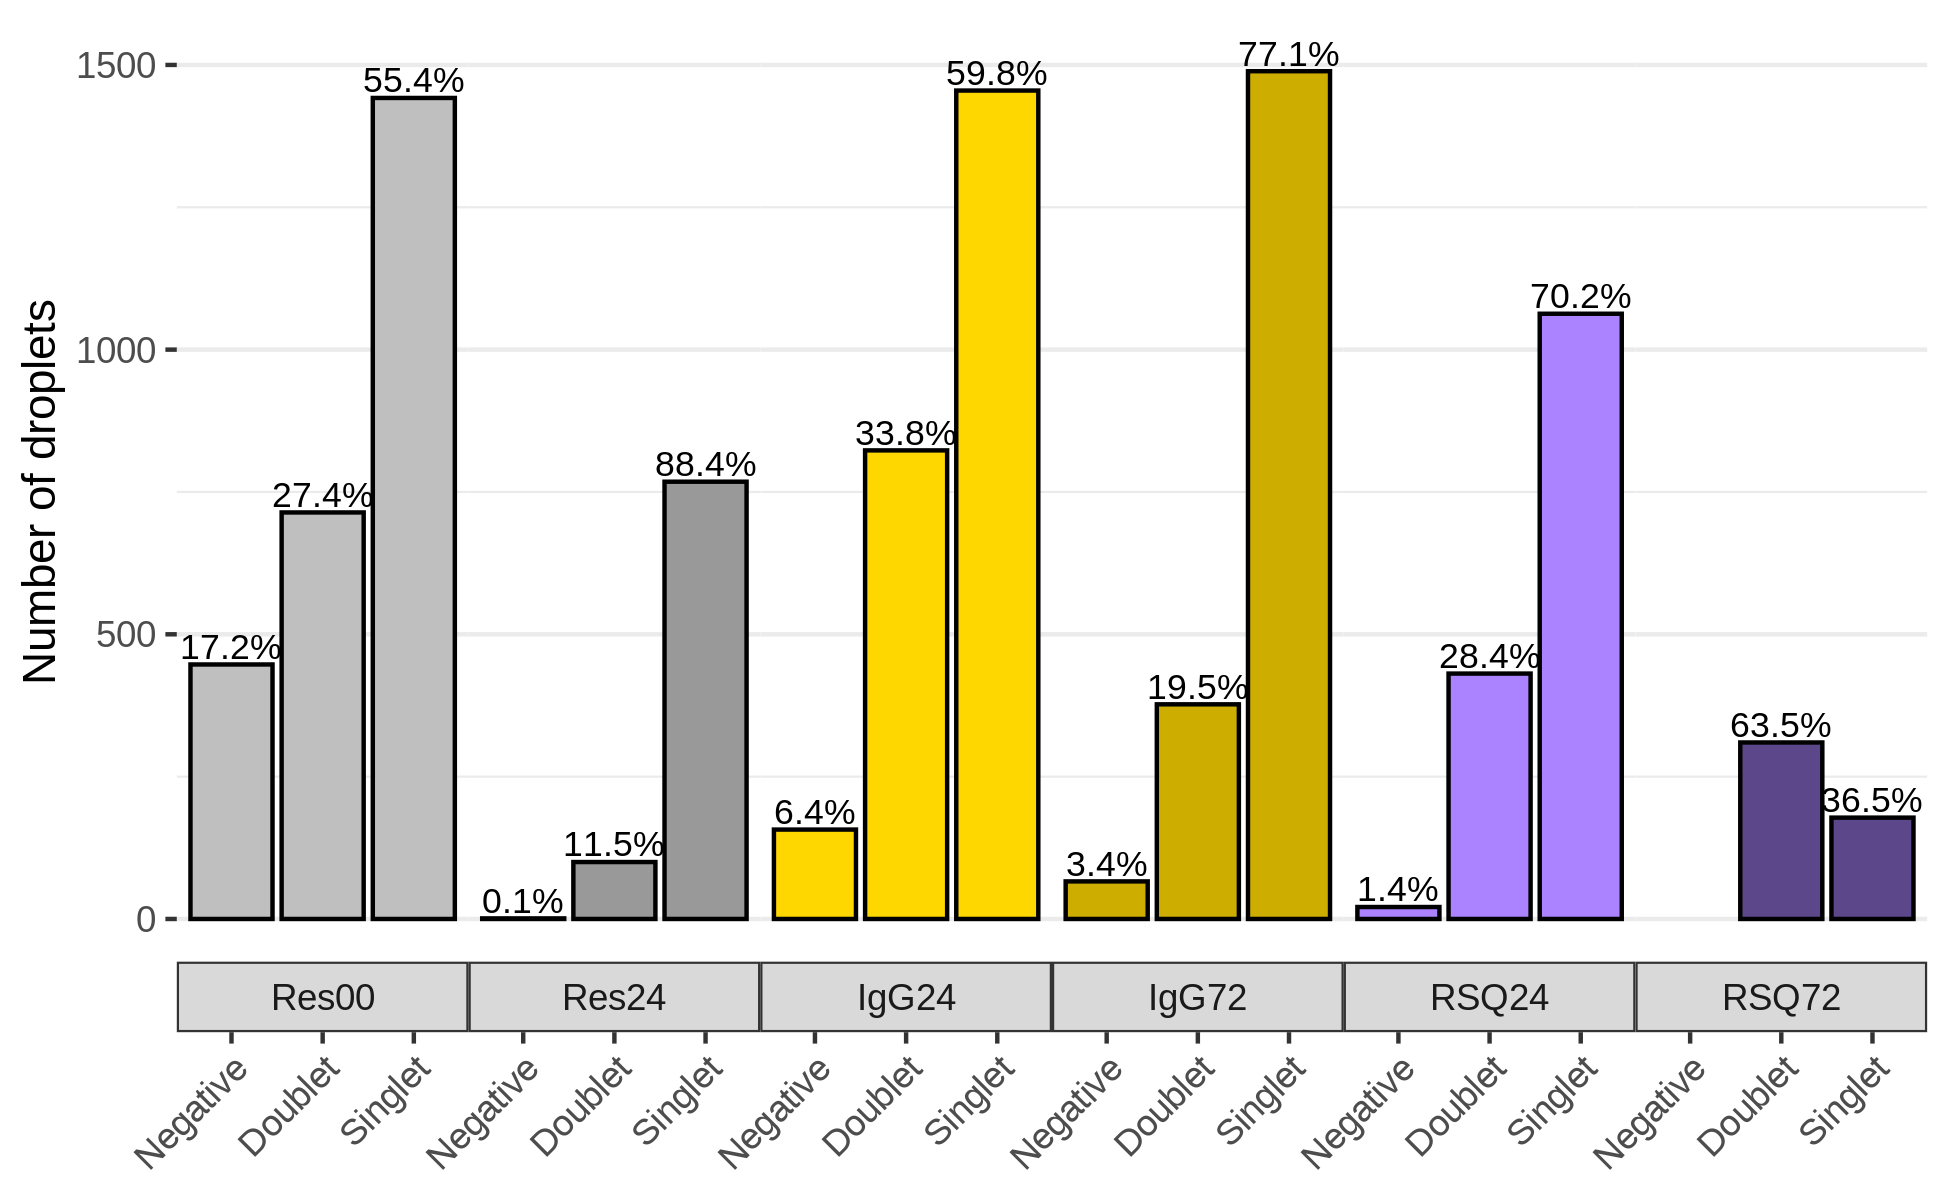 Number of droplets
1500
1000
500
0
17.2%
27.4%
55.4%
0.1%
11.5%
88.4%
6.4%
33.8%
59.8%
3.4%
19.5%
77.1%
1.4%
28.4%
70.2%
63.5%
36.5%
Res00
Res24
IgG24
IgG72
RSQ24
RSQ72
Negative
Doublet
Singlet
Negative
Doublet
Singlet
Negative
Doublet
Singlet
Negative
Doublet
Singlet
Negative
Doublet
Singlet
Negative
Doublet
Singlet